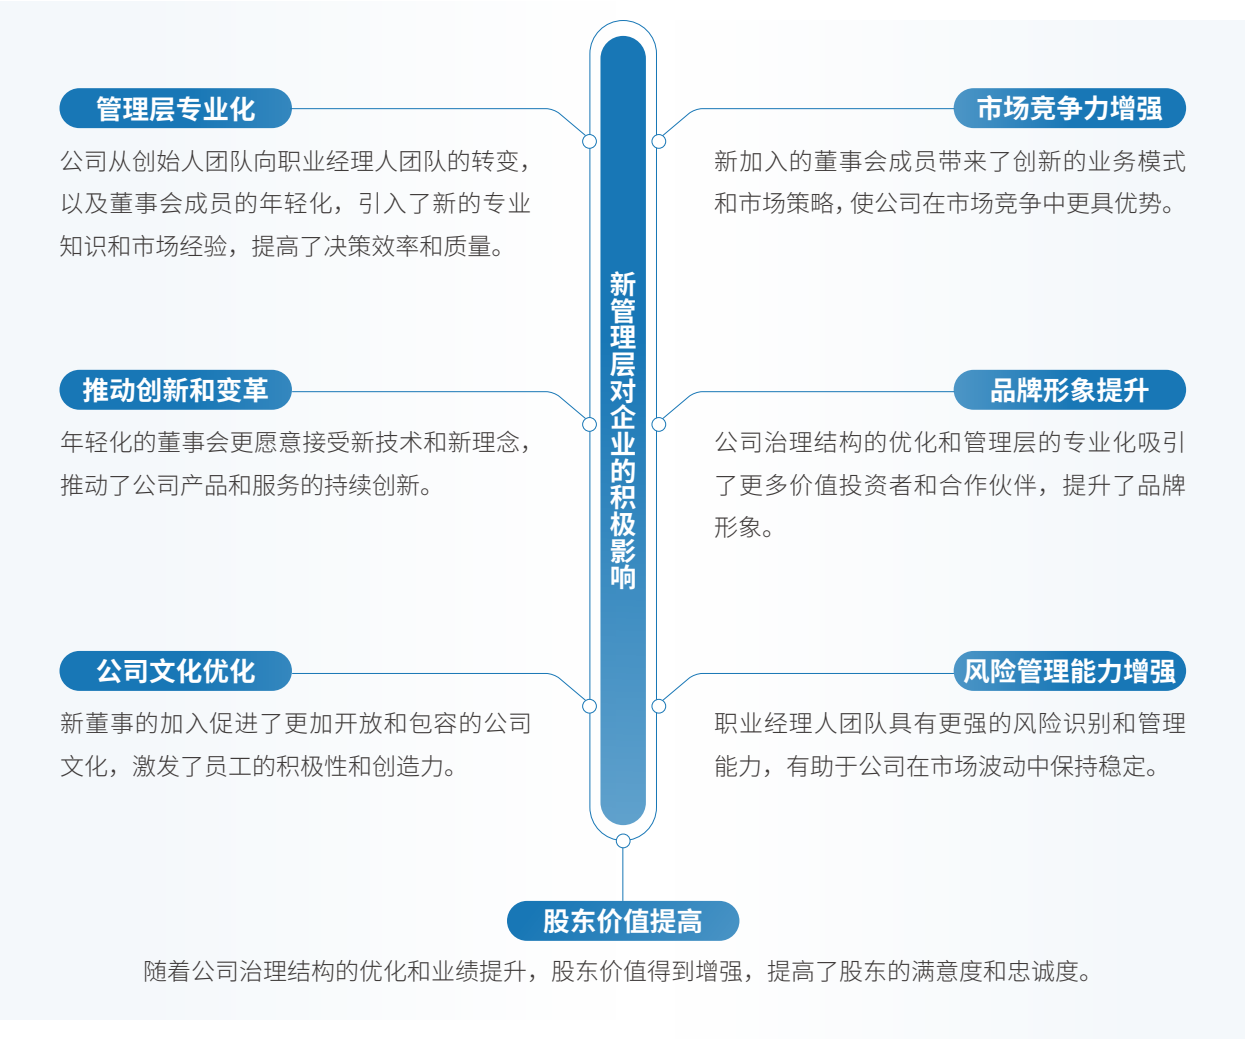 管理层专业化
公司从创始人团队向职业经理人团队的转变，
以及董事会成员的年轻化，引入了新的专业
知识和市场经验，提高了决策效率和质量。
推动创新和变革
年轻化的董事会更愿意接受新技术和新理念，
推动了公司产品和服务的持续创新。
公司文化优化
新董事的加入促进了更加开放和包容的公司
文化，激发了员工的积极性和创造力。
新管理层对企业的积极影响
市场竞争力增强
新加入的董事会成员带来了创新的业务模式
和市场策略，使公司在市场竞争中更具优势。
品牌形象提升
公司治理结构的优化和管理层的专业化吸引
了更多价值投资者和合作伙伴，提升了品牌
形象。
风险管理能力增强
职业经理人团队具有更强的风险识别和管理
能力，有助于公司在市场波动中保持稳定。
股东价值提高
随着公司治理结构的优化和业绩提升，股东价值得到增强，提高了股东的满意度和忠诚度。